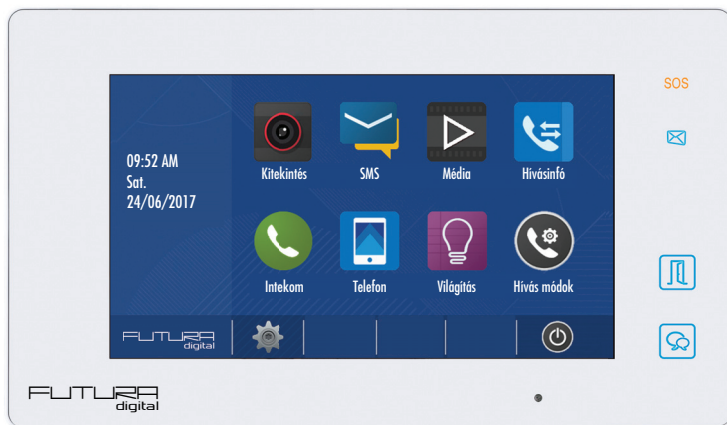 SOS
09:52 AM
Sat.
24/06/2017
Kitekintés
SMS
Média
Hívásinfó
Intekom
Telefon
Világítás
Hívás módok
FUTURA
digital
FUTURA
digital